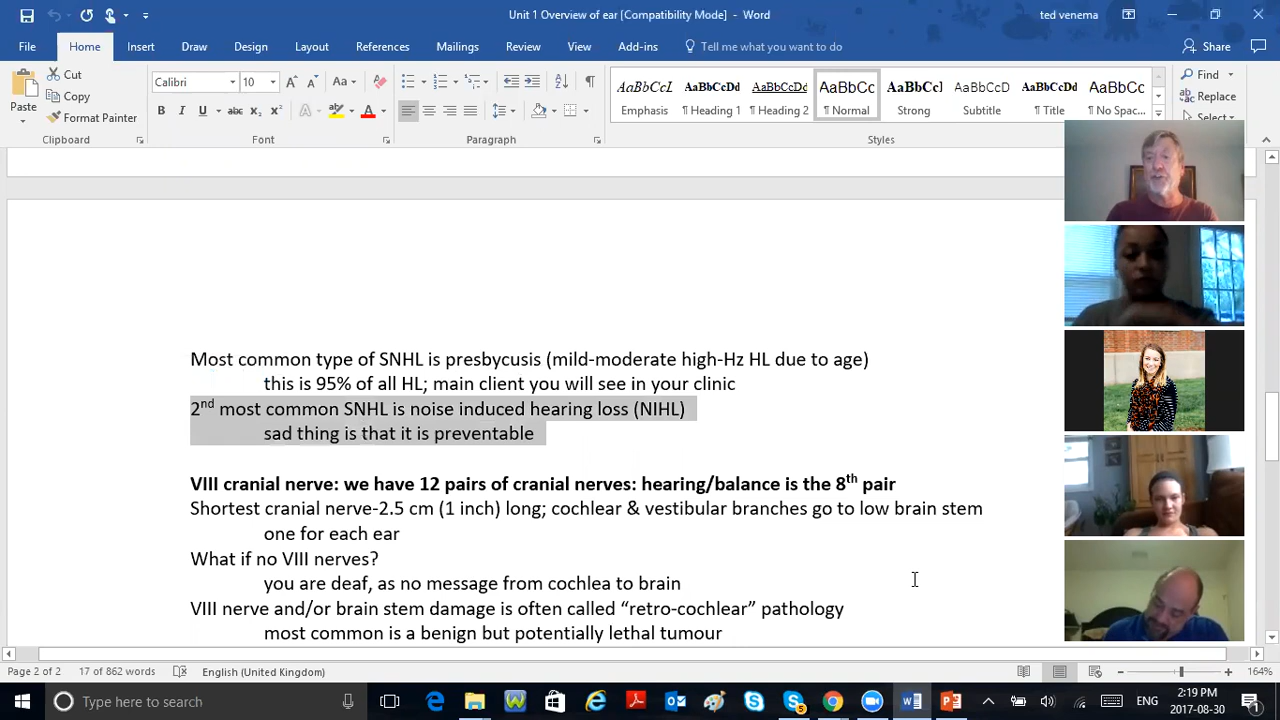 Unit 1 Overview of ear [Compatibility Mode] - Word
ted venema
File Home Insert Draw Design Layout References Mailings Review View Add-ins Tell me what you want to do Share
Paste
Cut
Copy
Format Painter
Clipboard
Calibri 10
Font
Paragraph
AaBbCcL AaBbCcDd AaBbCcDd AaBbCc AaBbCcI AaBbCcD AaBbCcDd AaBbCc
Emphasis ¶ Heading 1 ¶ Heading 2 ¶ Normal Strong Subtitle ¶ Title ¶ No Spac...
Styles
Find
Replace
Select
Most common type of SNHL is presbycusis (mild-moderate high-Hz HL due to age)
this is 95% of all HL; main client you will see in your clinic
2nd most common SNHL is noise induced hearing loss (NIHL)
sad thing is that it is preventable
VIII cranial nerve: we have 12 pairs of cranial nerves: hearing/balance is the 8th pair
Shortest cranial nerve-2.5 cm (1 inch) long; cochlear & vestibular branches go to low brain stem
one for each ear
What if no VIII nerves?
you are deaf, as no message from cochlea to brain
VIII nerve and/or brain stem damage is often called “retro-cochlear” pathology
most common is a benign but potentially lethal tumour
Page 2 of 2 17 of 862 words English (United Kingdom) 164%
Type here to search
ENG
2:19 PM
2017-08-30